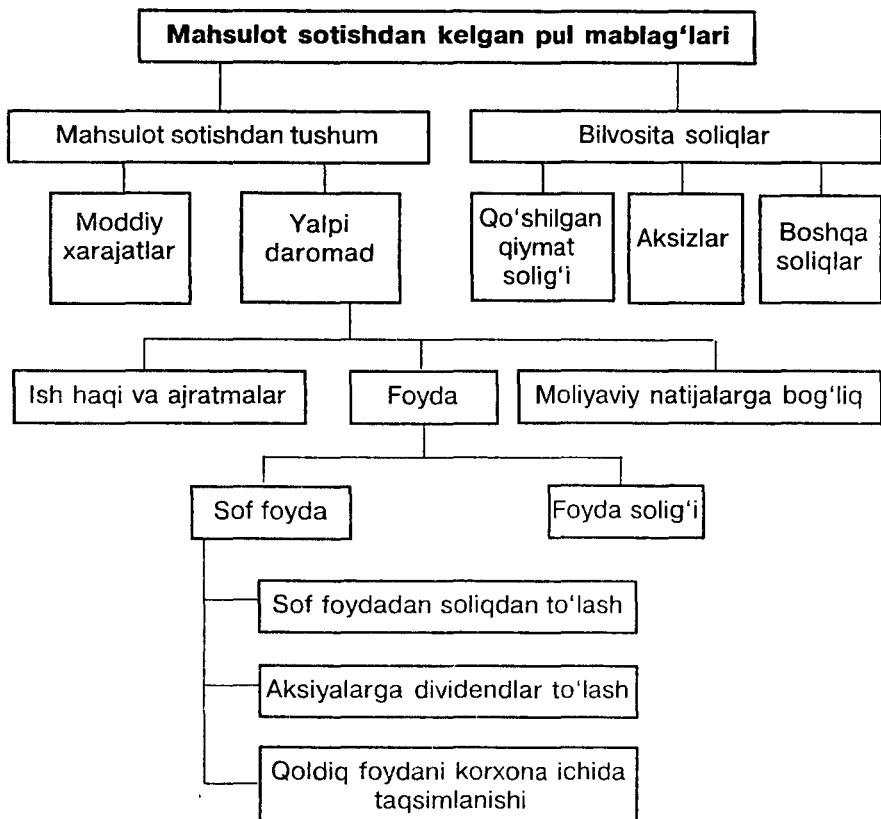 Mahsulot sotishdan kelgan pul mablag‘lari
Mahsulot sotishdan tushum
Bilvosita soliqlar
Moddiy
xarajatlar
Yalpi
daromad
Qo‘shilgan
qiymat
solig‘i
Aksizlar
Boshqa
soliqlar
Ish haqi va ajratmalar
Foyda
Moliyaviy natijalarga bog‘liq
Sof foyda
Foyda solig‘i
Sof foydadan soliqdan to‘lash
Aksiyalarga dividendlar to‘lash
Qoldiq foydani korxona ichida
taqsimlanishi